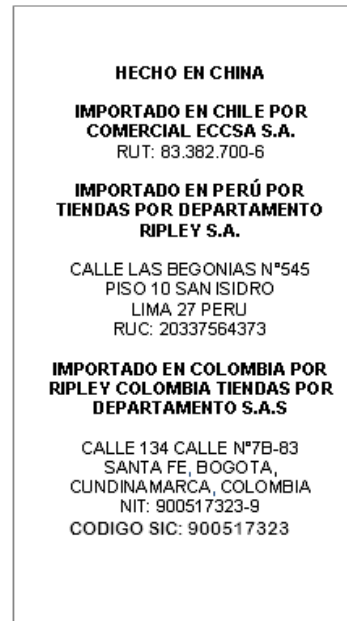 HECHO EN CHINA
IMPORTADO EN CHILE POR
COMERCIAL ECCSA S.A.
RUT: 83.382.700-6
IMPORTADO EN PERÚ POR
TIENDAS POR DEPARTAMENTO
RIPLEY S.A.
CALLE LAS BEGONIAS N°545
PISO 10 SAN ISIDRO
LIMA 27 PERU
RUC: 20337564373
IMPORTADO EN COLOMBIA POR
RIPLEY COLOMBIA TIENDAS POR
DEPARTAMENTO S.A.S
CALLE 134 CALLE N°7B-83
SANTA FE, BOGOTA,
CUNDINAMARCA, COLOMBIA
NIT: 900517323-9
CODIGO SIC: 900517323